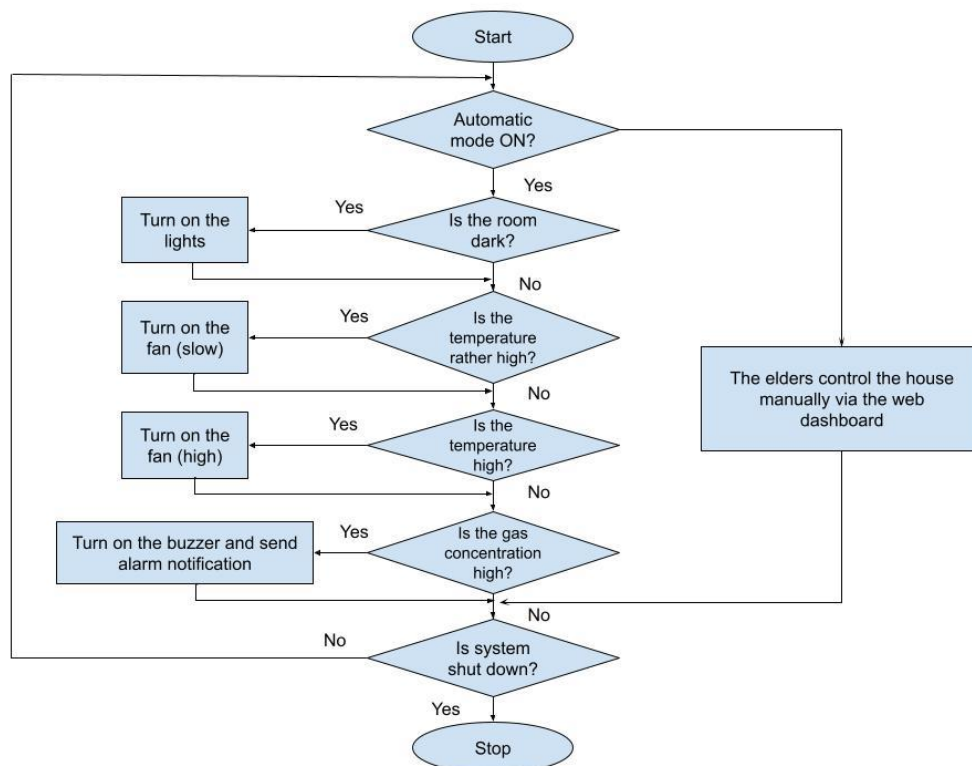 Start
Automatic
mode ON?
Yes
Yes
Is the room
dark?
Turn on the
lights
No
Yes
Is the
temperature
rather high?
Turn on the
fan (slow)
No
Yes
Is the
temperature
high?
Turn on the
fan (high)
No
The elders control the house
manually via the web
dashboard
Yes
Is the gas
concentration
high?
Turn on the buzzer and send
alarm notification
No
No
Is system
shut down?
Yes
Stop